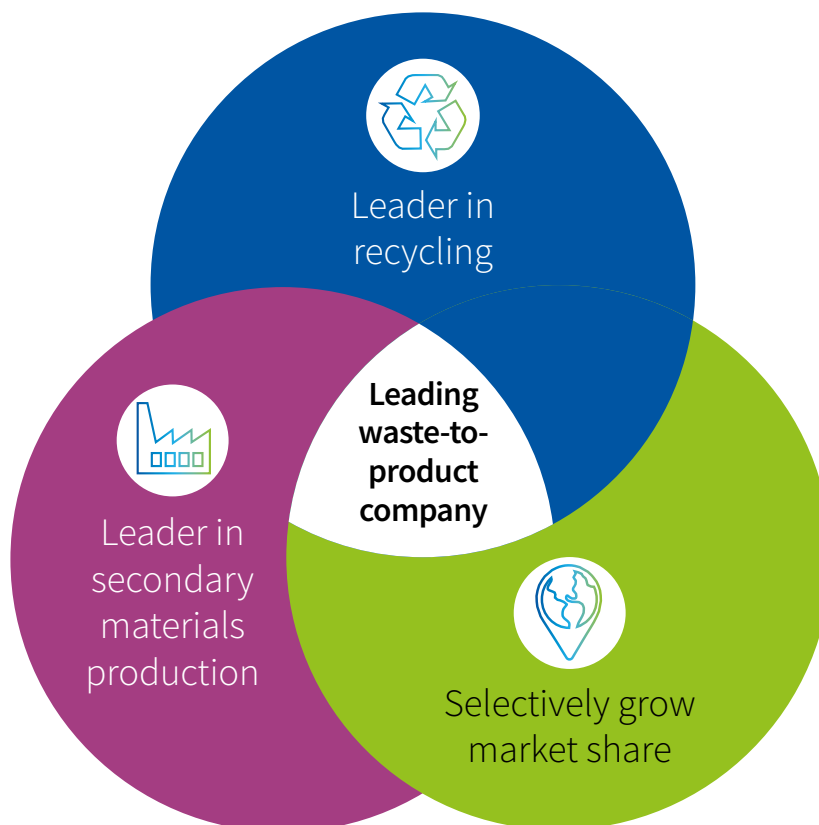 Leader in
recycling
Leading
waste-to-
product
company
Leader in
secondary
materials
production
Selectively grow
market share